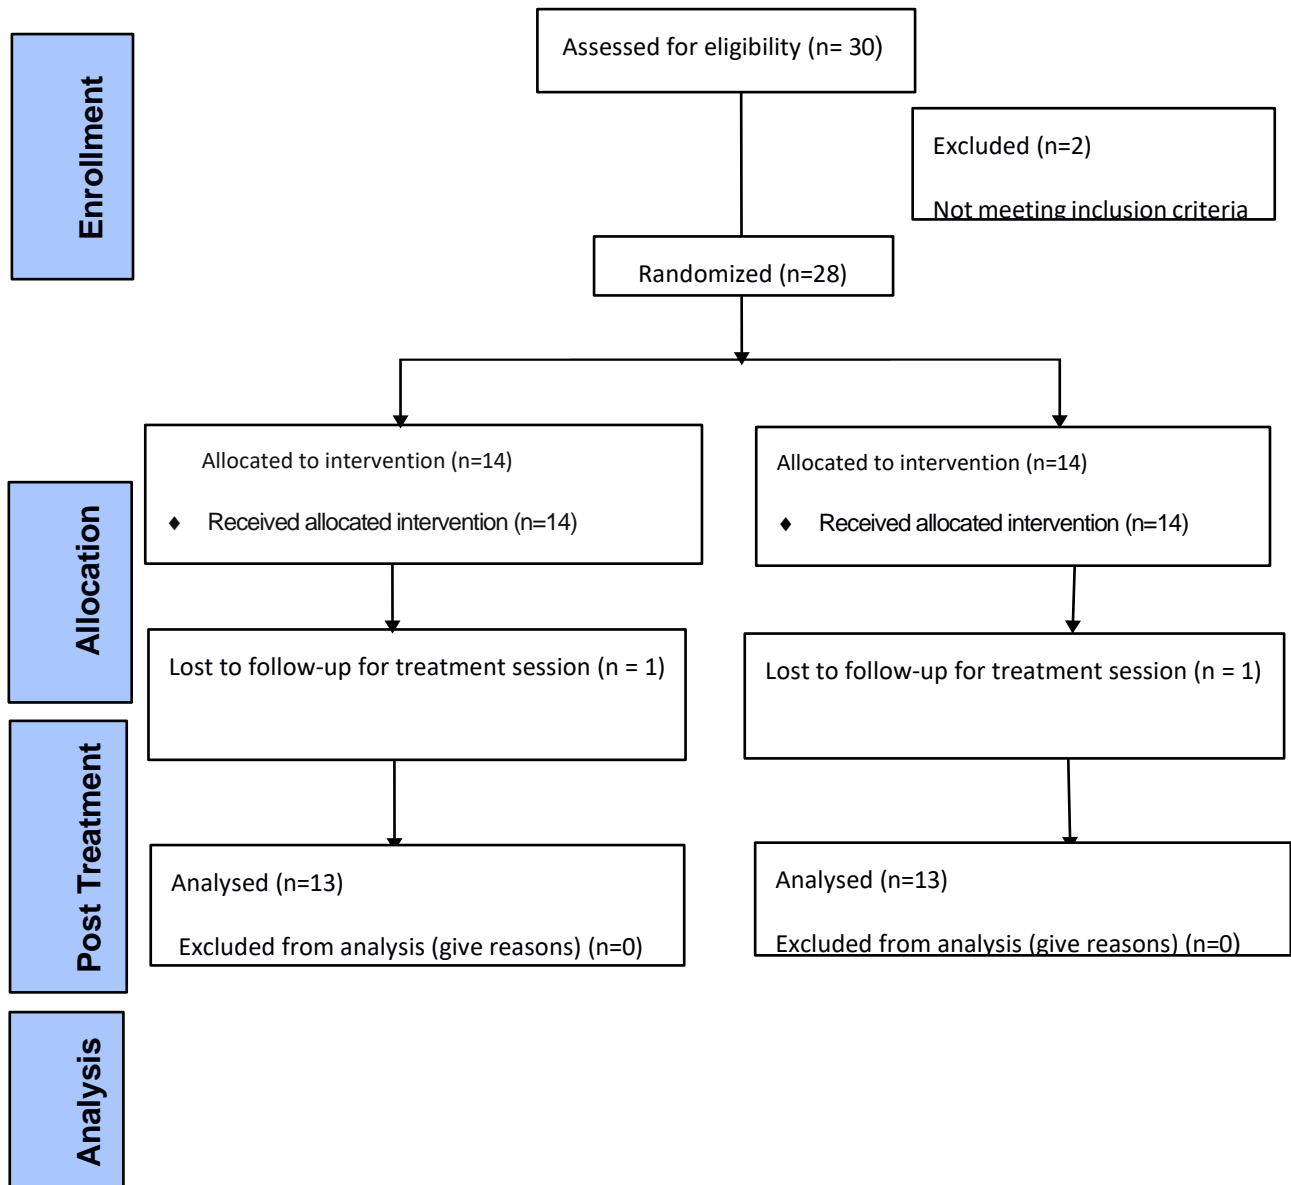 Assessed for eligibility (n= 30)
Enrollment
Excluded (n=2)
Not meeting inclusion criteria
Randomized (n=28)
Allocated to intervention (n=14)
♦ Received allocated intervention (n=14)
Allocated to intervention (n=14)
♦ Received allocated intervention (n=14)
Allocation
Lost to follow-up for treatment session (n = 1)
Lost to follow-up for treatment session (n = 1)
Post Treatment
Analysed (n=13)
Excluded from analysis (give reasons) (n=0)
Analysed (n=13)
Excluded from analysis (give reasons) (n=0)
Analysis